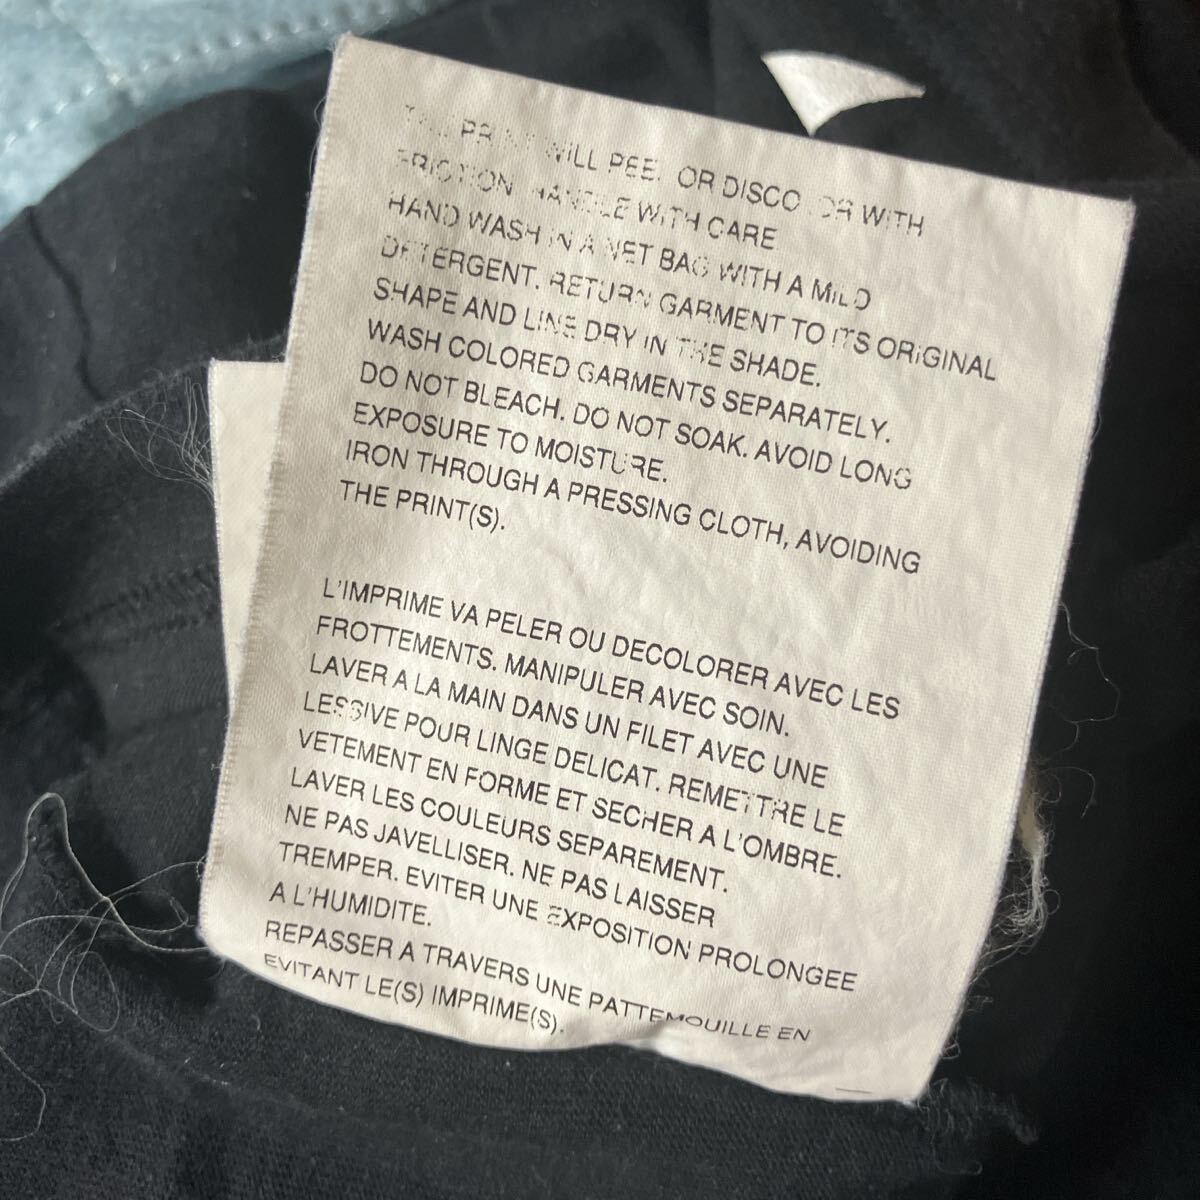 PRINT WILL PEEL OR DISCOLOR WITH
FRICTION. HANDLE WITH CARE
HAND WASH IN A NET BAG WITH A MILD
DETERGENT. RETURN GARMENT TO ITS ORIGINAL
SHAPE AND LINE DRY IN THE SHADE.
WASH COLORED GARMENTS SEPARATELY.
DO NOT BLEACH. DO NOT SOAK. AVOID LONG
EXPOSURE TO MOISTURE.
IRON THROUGH A PRESSING CLOTH, AVOIDING
THE PRINT(S).
L'IMPRIME VA PELER OU DECOLORER AVEC LES
FROTTEMENTS. MANIPULER AVEC SOIN.
LAVER A LA MAIN DANS UN FILET AVEC UNE
LESSIVE POUR LINGE DELICAT. REMETTRE LE
VETEMENT EN FORME ET SECHER A L'OMBRE.
LAVER LES COULEURS SEPAREMENT.
NE PAS JAVELLISER. NE PAS LAISSER
TREMPER. EVITER UNE EXPOSITION PROLONGEE
A L'HUMIDITE.
REPASSER A TRAVERS UNE PATTEMOUILLE EN
EVITANT LE(S) IMPRIME(S).